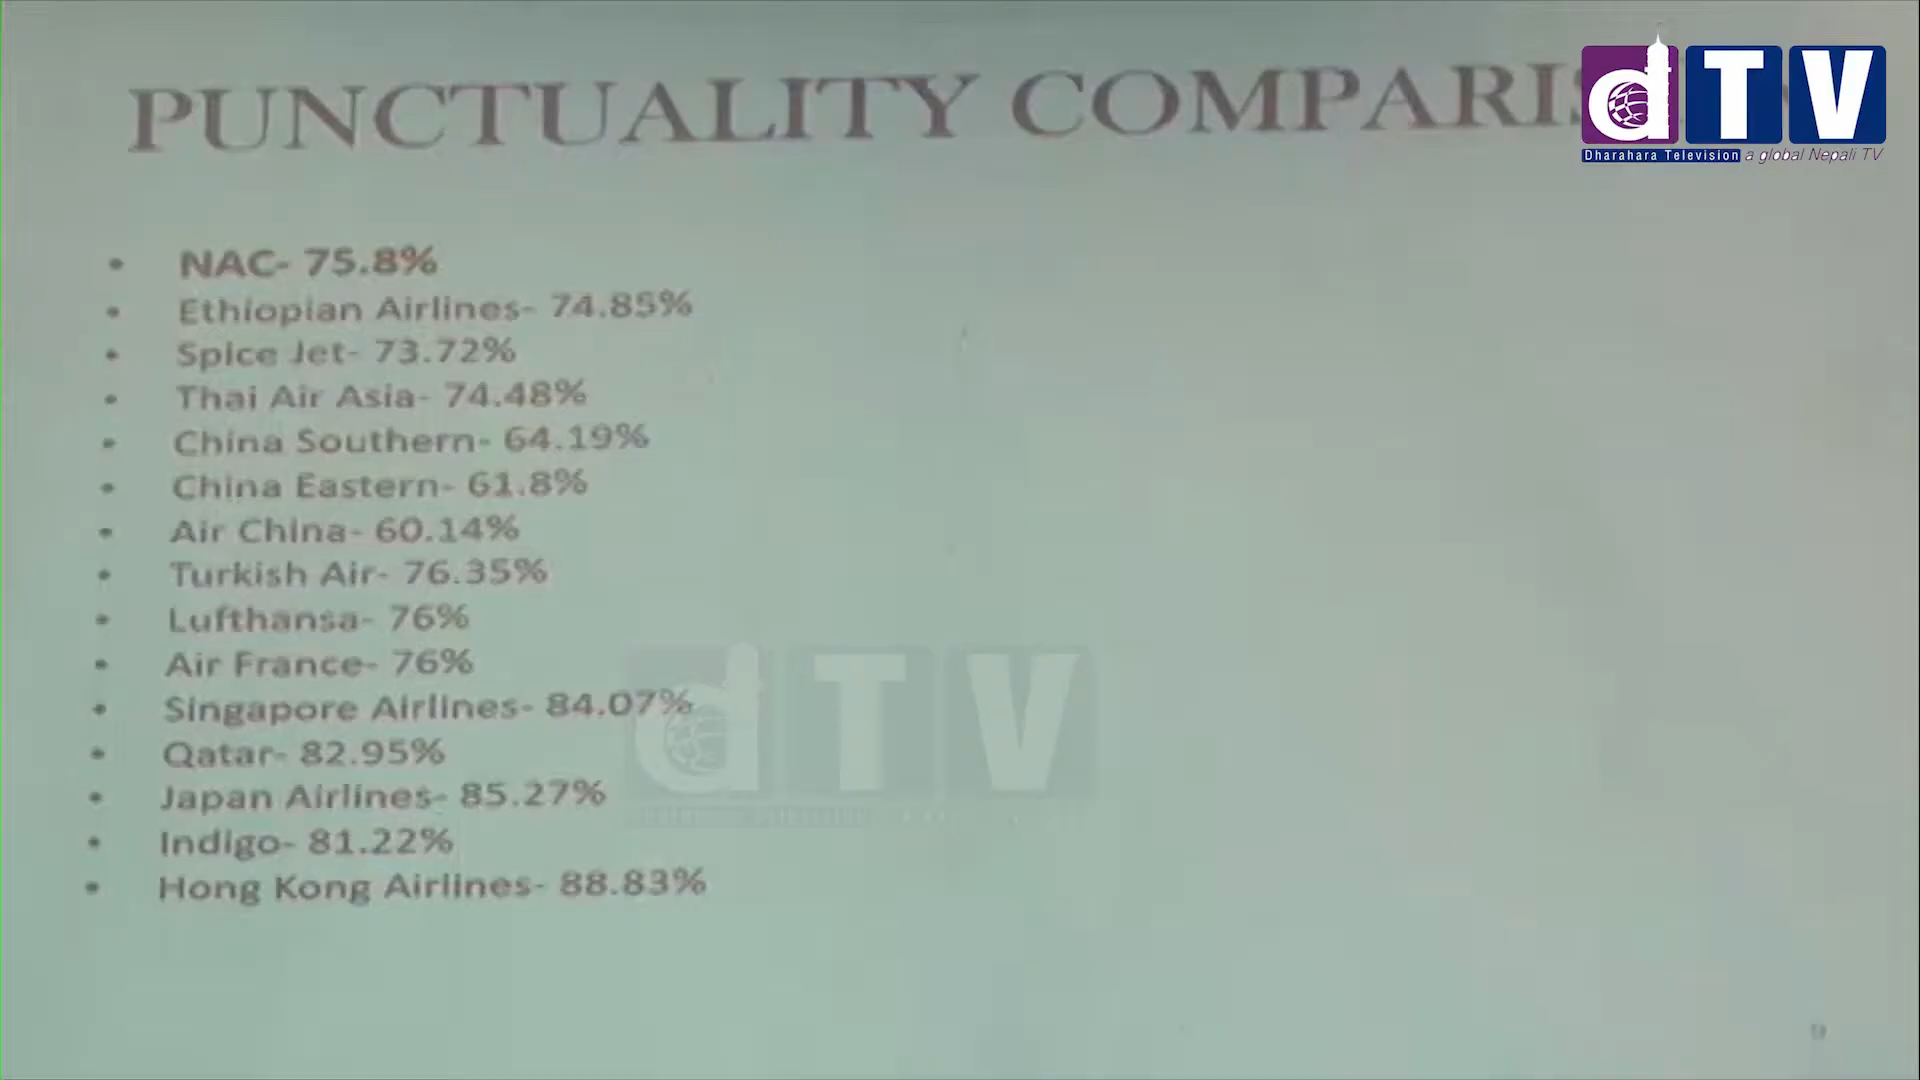 PUNCTUALITY COMPARIS
dTV
Dharahara Television a global Nepali TV
• NAC- 75.8%
• Ethiopian Airlines- 74.85%
• Spice Jet- 73.72%
• Thai Air Asia- 74.48%
• China Southern- 64.19%
• China Eastern- 61.8%
• Air China- 60.14%
• Turkish Air- 76.35%
• Lufthansa- 76%
• Air France- 76%
• Singapore Airlines- 84.07%
• Qatar- 82.95%
• Japan Airlines- 85.27%
• Indigo- 81.22%
• Hong Kong Airlines- 88.83%
dTV
9